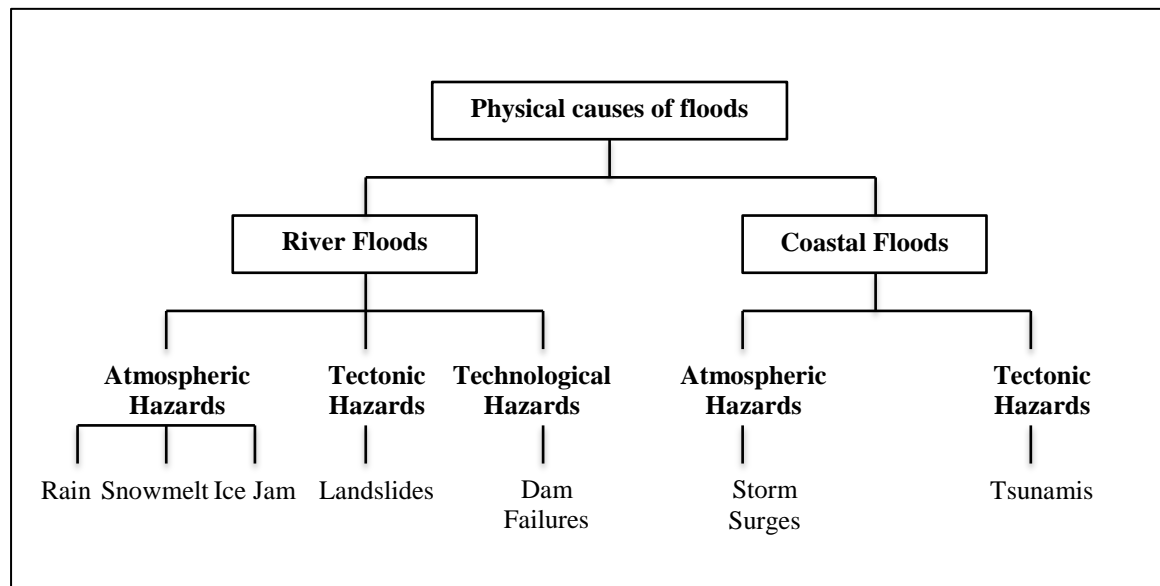 Physical causes of floods
River Floods
Coastal Floods
Atmospheric
Hazards
Tectonic
Hazards
Technological
Hazards
Atmospheric
Hazards
Tectonic
Hazards
Rain
Snowmelt
Ice Jam
Landslides
Dam
Failures
Storm
Surges
Tsunamis